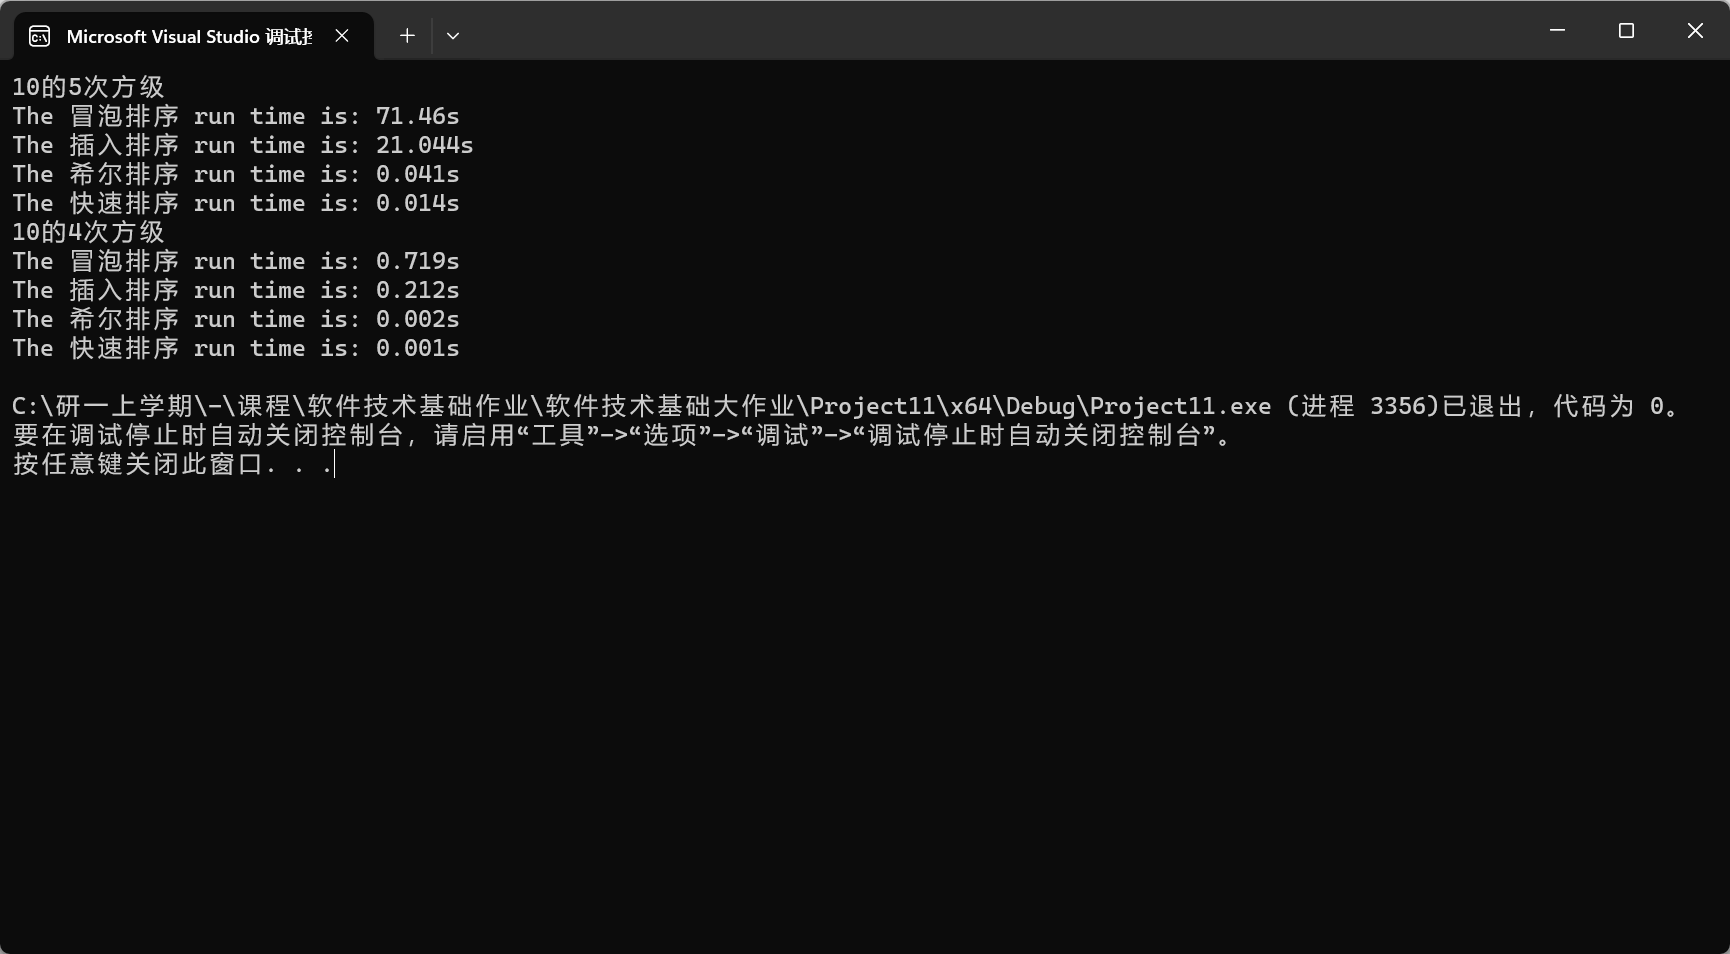 Microsoft Visual Studio 调试
10的5次方级
The 冒泡排序 run time is: 71.46s
The 插入排序 run time is: 21.044s
The 希尔排序 run time is: 0.041s
The 快速排序 run time is: 0.014s
10的4次方级
The 冒泡排序 run time is: 0.719s
The 插入排序 run time is: 0.212s
The 希尔排序 run time is: 0.002s
The 快速排序 run time is: 0.001s
C:\研一上学期\-\课程\软件技术基础作业\软件技术基础大作业\Project11\x64\Debug\Project11.exe (进程 3356)已退出,代码为 0。
要在调试停止时自动关闭控制台,请启用“工具”->“选项”->“调试”->“调试停止时自动关闭控制台”。
按任意键关闭此窗口. . .